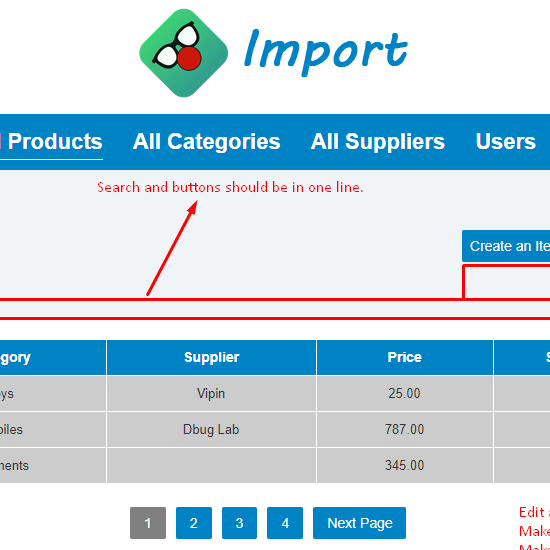 Import
Products All Categories All Suppliers Users
Search and buttons should be in one line.
Create an Ite
gory Supplier Price S
ys Vipin 25.00
iles Dbug Lab 787.00
ments 345.00
1 2 3 4 Next Page
Edit
Make
Make